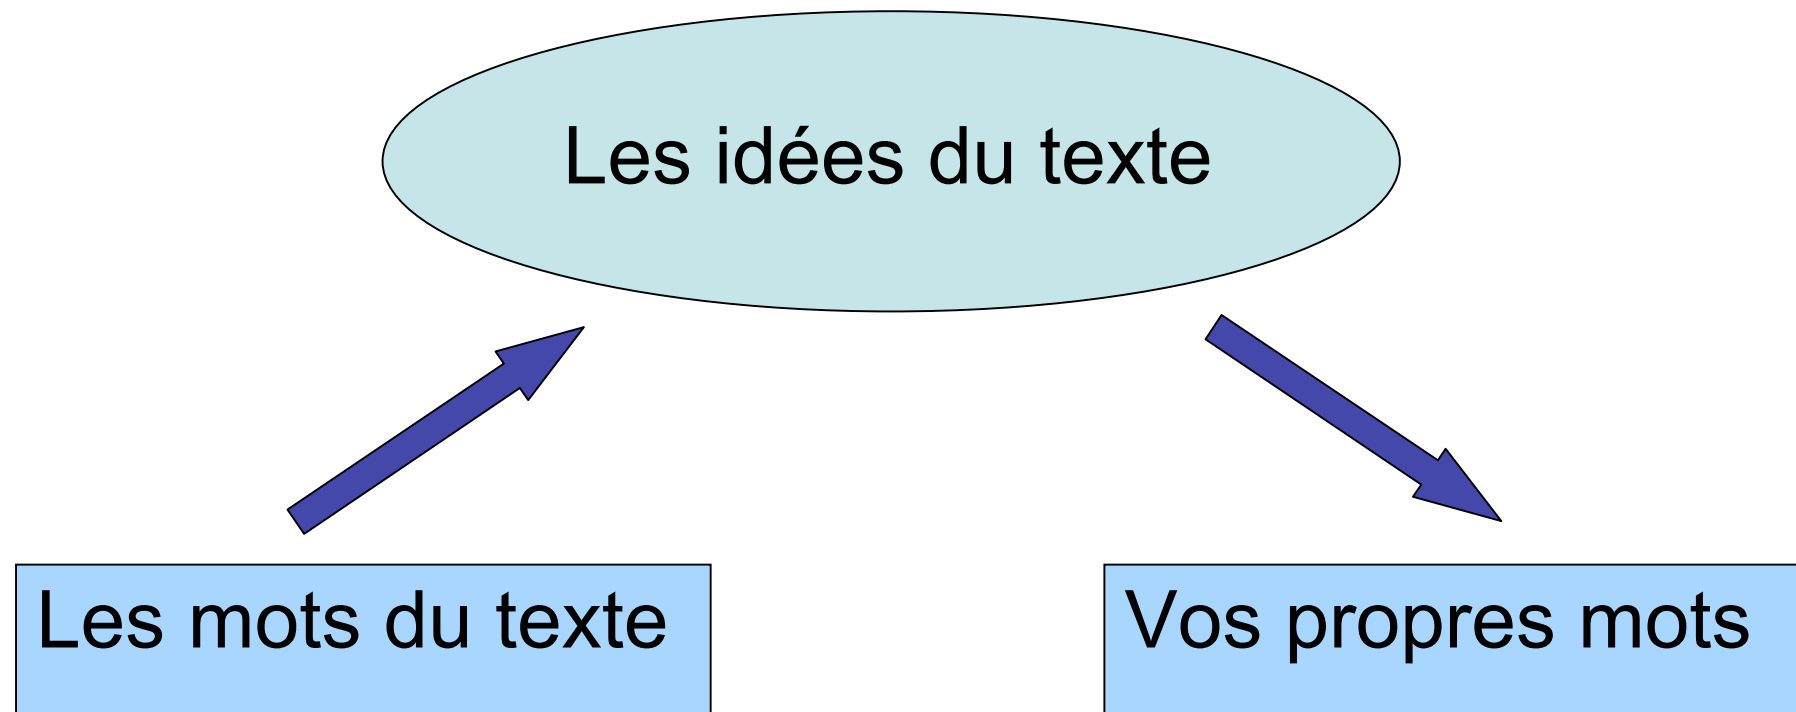 Les idées du texte
Les mots du texte
Vos propres mots